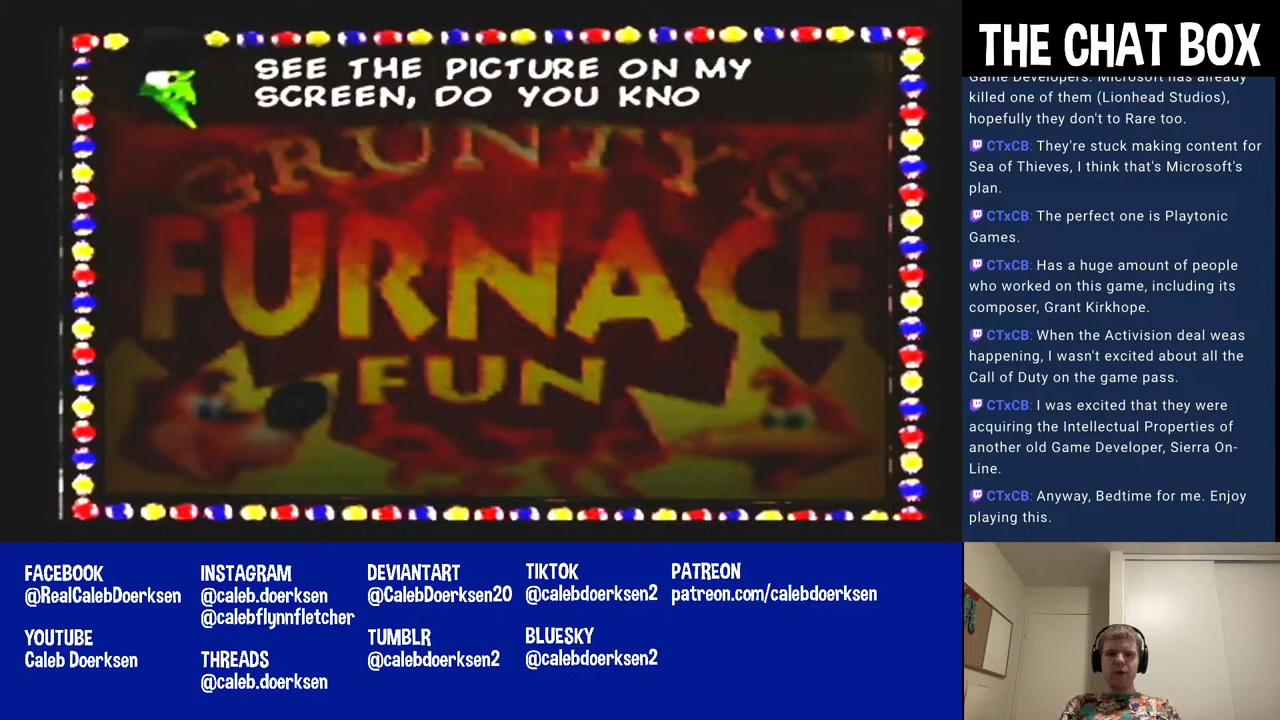 SEE THE PICTURE ON MY
SCREEN, DO YOU KNO
GRUNTY'S
FURNACE
FUN
THE CHAT BOX
Game Developers. Microsoft has already
killed one of them (Lionhead Studios),
hopefully they don't to Rare too.
CTxCB: They're stuck making content for
Sea of Thieves, I think that's Microsoft's
plan.
CTxCB: The perfect one is Playtonic
Games.
CTxCB: Has a huge amount of people
who worked on this game, including its
composer, Grant Kirkhope.
CTxCB: When the Activision deal weas
happening, I wasn't excited about all the
Call of Duty on the game pass.
CTxCB: I was excited that they were
acquiring the Intellectual Properties of
another old Game Developer, Sierra On-
Line.
CTxCB: Anyway, Bedtime for me. Enjoy
playing this.
FACEBOOK
@RealCalebDoerksen
YOUTUBE
Caleb Doerksen
INSTAGRAM
@caleb.doerksen
@calebflynnfletcher
THREADS
@caleb.doerksen
DEVIANTART
@CalebDoerksen20
TUMBLR
@calebdoerksen2
TIKTOK
@calebdoerksen2
BLUESKY
@calebdoerksen2
PATREON
patreon.com/calebdoerksen